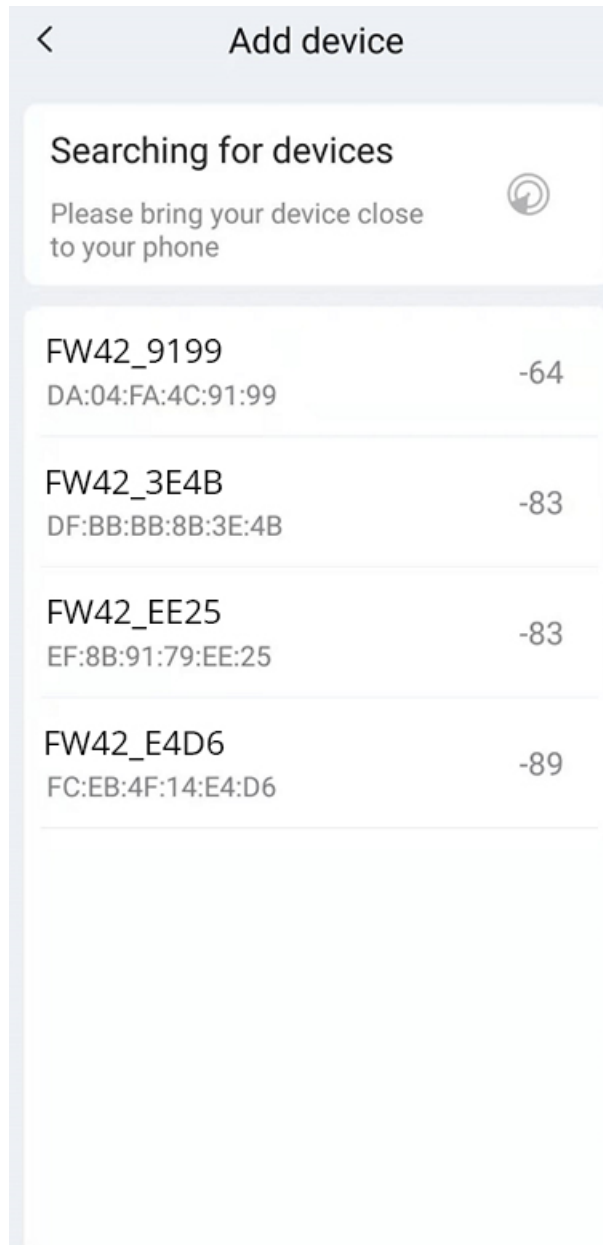 Add device
Searching for devices
Please bring your device close
to your phone
FW42_9199
-64
DA:04:FA:4C:91:99
FW42_3E4B
-83
DF:BB:BB:8B:3E:4B
FW42_EE25
-83
EF:8B:91:79:EE:25
FW42_E4D6
-89
FC:EB:4F:14:E4:D6